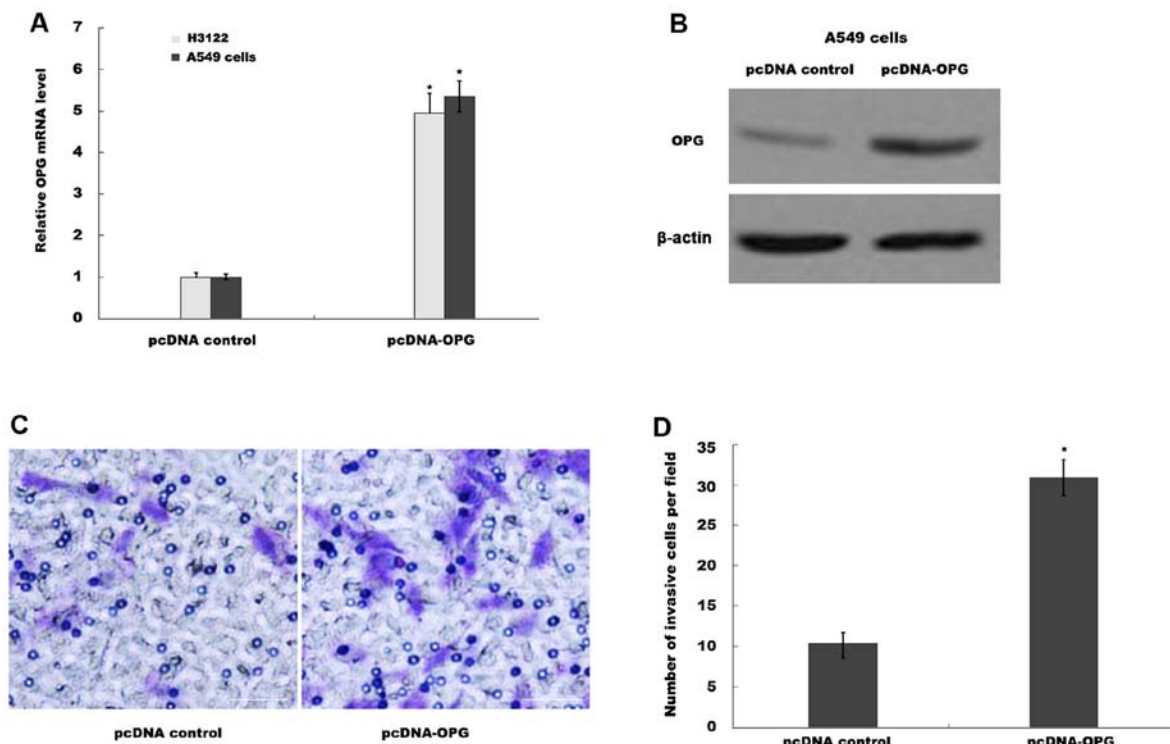 A
7
6
5
4
3
2
1
0
Relative OPG mRNA level
H3122
A549 cells
*
*
pcDNA control
pcDNA-OPG
B
A549 cells
pcDNA control
pcDNA-OPG
OPG
β-actin
C
pcDNA control
pcDNA-OPG
D
35
30
25
20
15
10
5
0
Number of invasive cells per field
*
pcDNA control
pcDNA-OPG